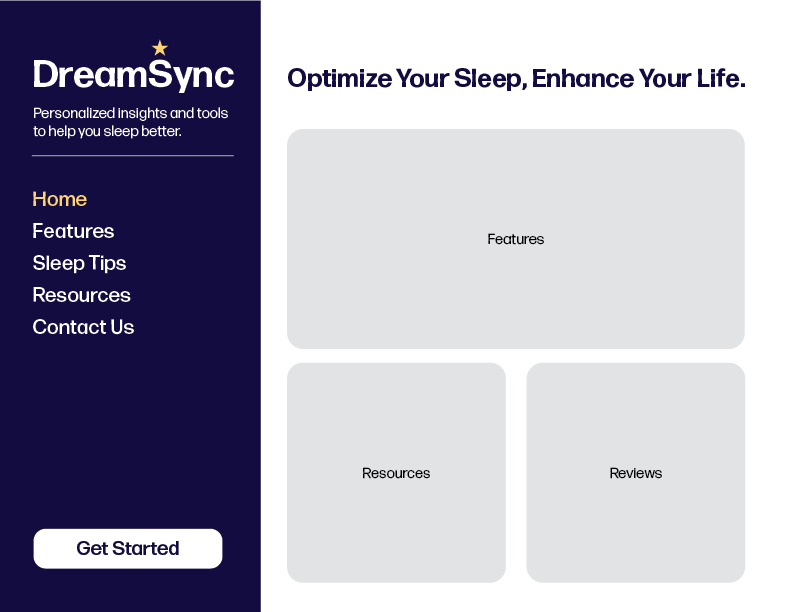 DreamSync
Personalized insights and tools
to help you sleep better.
Home
Features
Sleep Tips
Resources
Contact Us
Get Started
Optimize Your Sleep, Enhance Your Life.
Features
Resources
Reviews